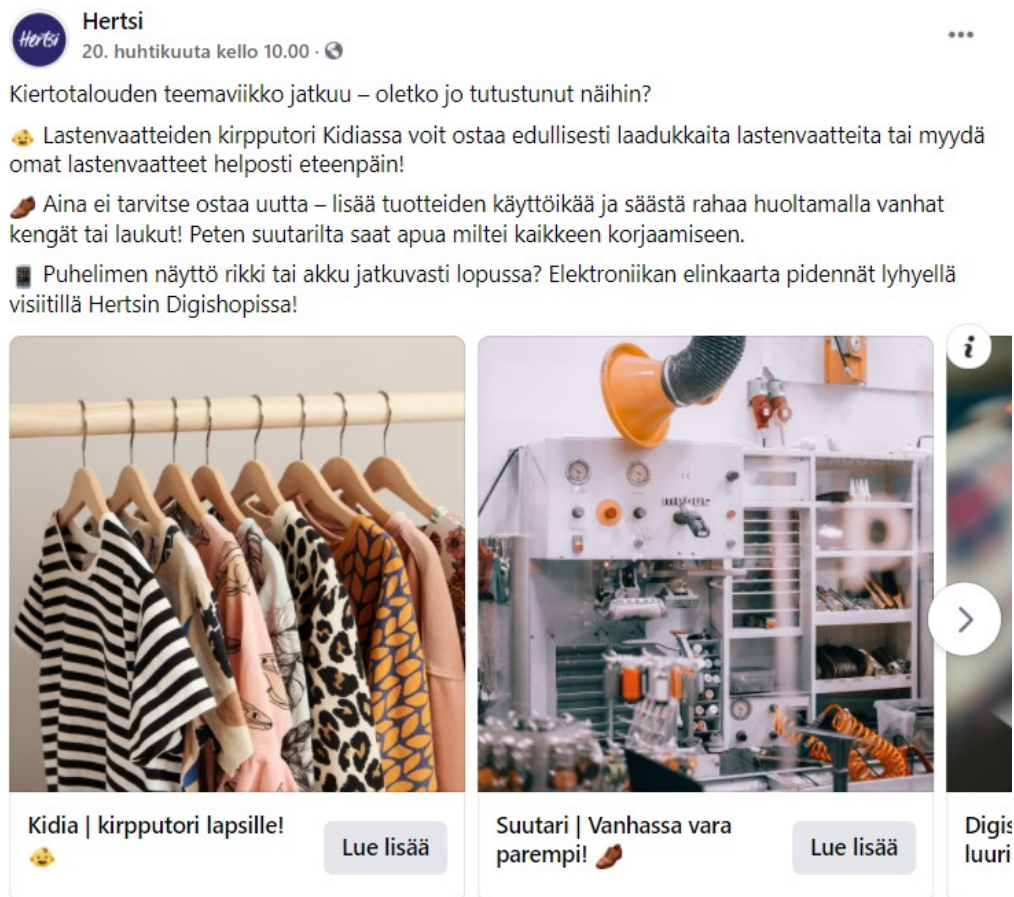 Hertsi
Hertsi
20. huhtikuuta kello 10.00 ·
Kiertotalouden teemaviikko jatkuu – oletko jo tutustunut näihin?
👶 Lastenvaatteiden kirpputori Kidiassa voit ostaa edullisesti laadukkaita lastenvaatteita tai myydä
omat lastenvaatteet helposti eteenpäin!
👞 Aina ei tarvitse ostaa uutta – lisää tuotteiden käyttöikää ja säästä rahaa huoltamalla vanhat
kengät tai laukut! Peten suutarilta saat apua miltei kaikkeen korjaamiseen.
📱 Puhelimen näyttö rikki tai akku jatkuvasti lopussa? Elektroniikan elinkaarta pidennät lyhyellä
visiitillä Hertsin Digishopissa!
Kidia | kirpputori lapsille!
👶
Lue lisää
Suutari | Vanhassa vara
parempi! 👞
Lue lisää
Digis
luuri